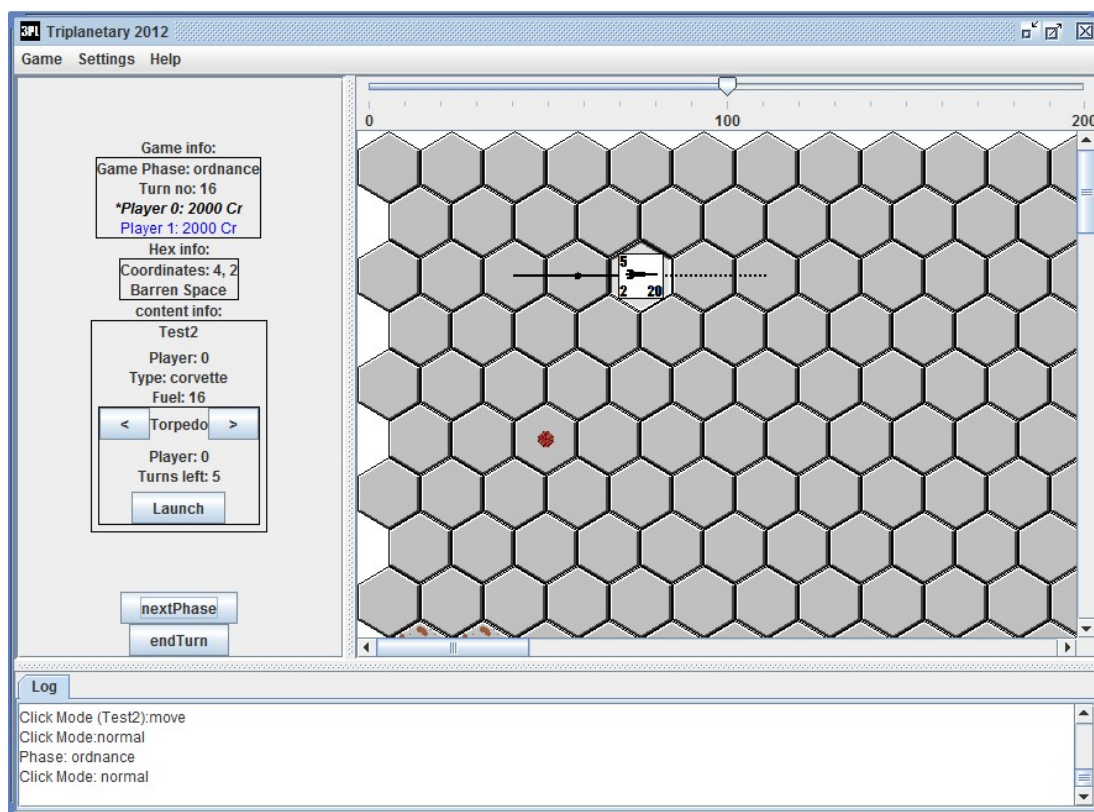 3PL Triplanetary 2012
Game Settings Help
0 100 200
Game info:
Game Phase: ordnance
Turn no: 16
*Player 0: 2000 Cr
Player 1: 2000 Cr
Hex info:
Coordinates: 4, 2
Barren Space
content info:
Test2
Player: 0
Type: corvette
Fuel: 16
< Torpedo >
Player: 0
Turns left: 5
Launch
nextPhase
endTurn
5
2 20
Log
Click Mode (Test2):move
Click Mode:normal
Phase: ordnance
Click Mode: normal